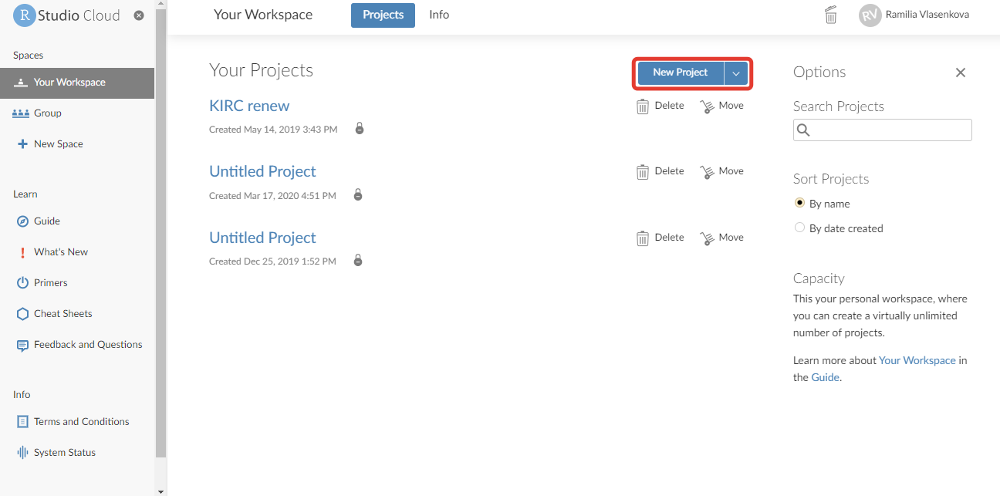 R Studio Cloud
Spaces
Your Workspace
Group
New Space
Learn
Guide
What's New
Primers
Cheat Sheets
Feedback and Questions
Info
Terms and Conditions
System Status
Your Workspace
Projects
Info
RV
Ramilia Vlasenkova
Your Projects
New Project
KIRC renew
Created May 14, 2019 3:43 PM
Delete
Move
Untitled Project
Created Mar 17, 2020 4:51 PM
Delete
Move
Untitled Project
Created Dec 25, 2019 1:52 PM
Delete
Move
Options
Search Projects
Sort Projects
By name
By date created
Capacity
This your personal workspace, where
you can create a virtually unlimited
number of projects.
Learn more about Your Workspace in
the Guide.